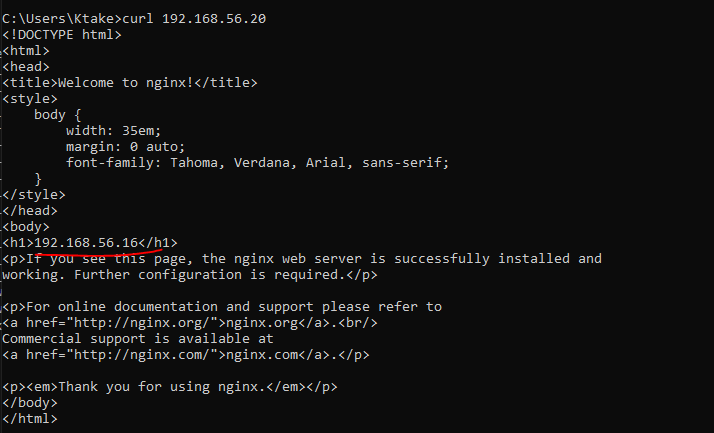 C:\Users\Ktake>curl 192.168.56.20
<!DOCTYPE html>
<html>
<head>
<title>Welcome to nginx!</title>
<style>
    body {
        width: 35em;
        margin: 0 auto;
        font-family: Tahoma, Verdana, Arial, sans-serif;
    }
</style>
</head>
<body>
<h1>192.168.56.16</h1>
<p>If you see this page, the nginx web server is successfully installed and
working. Further configuration is required.</p>

<p>For online documentation and support please refer to
<a href="http://nginx.org/">nginx.org</a>.<br/>
Commercial support is available at
<a href="http://nginx.com/">nginx.com</a>.</p>

<p><em>Thank you for using nginx.</em></p>
</body>
</html>